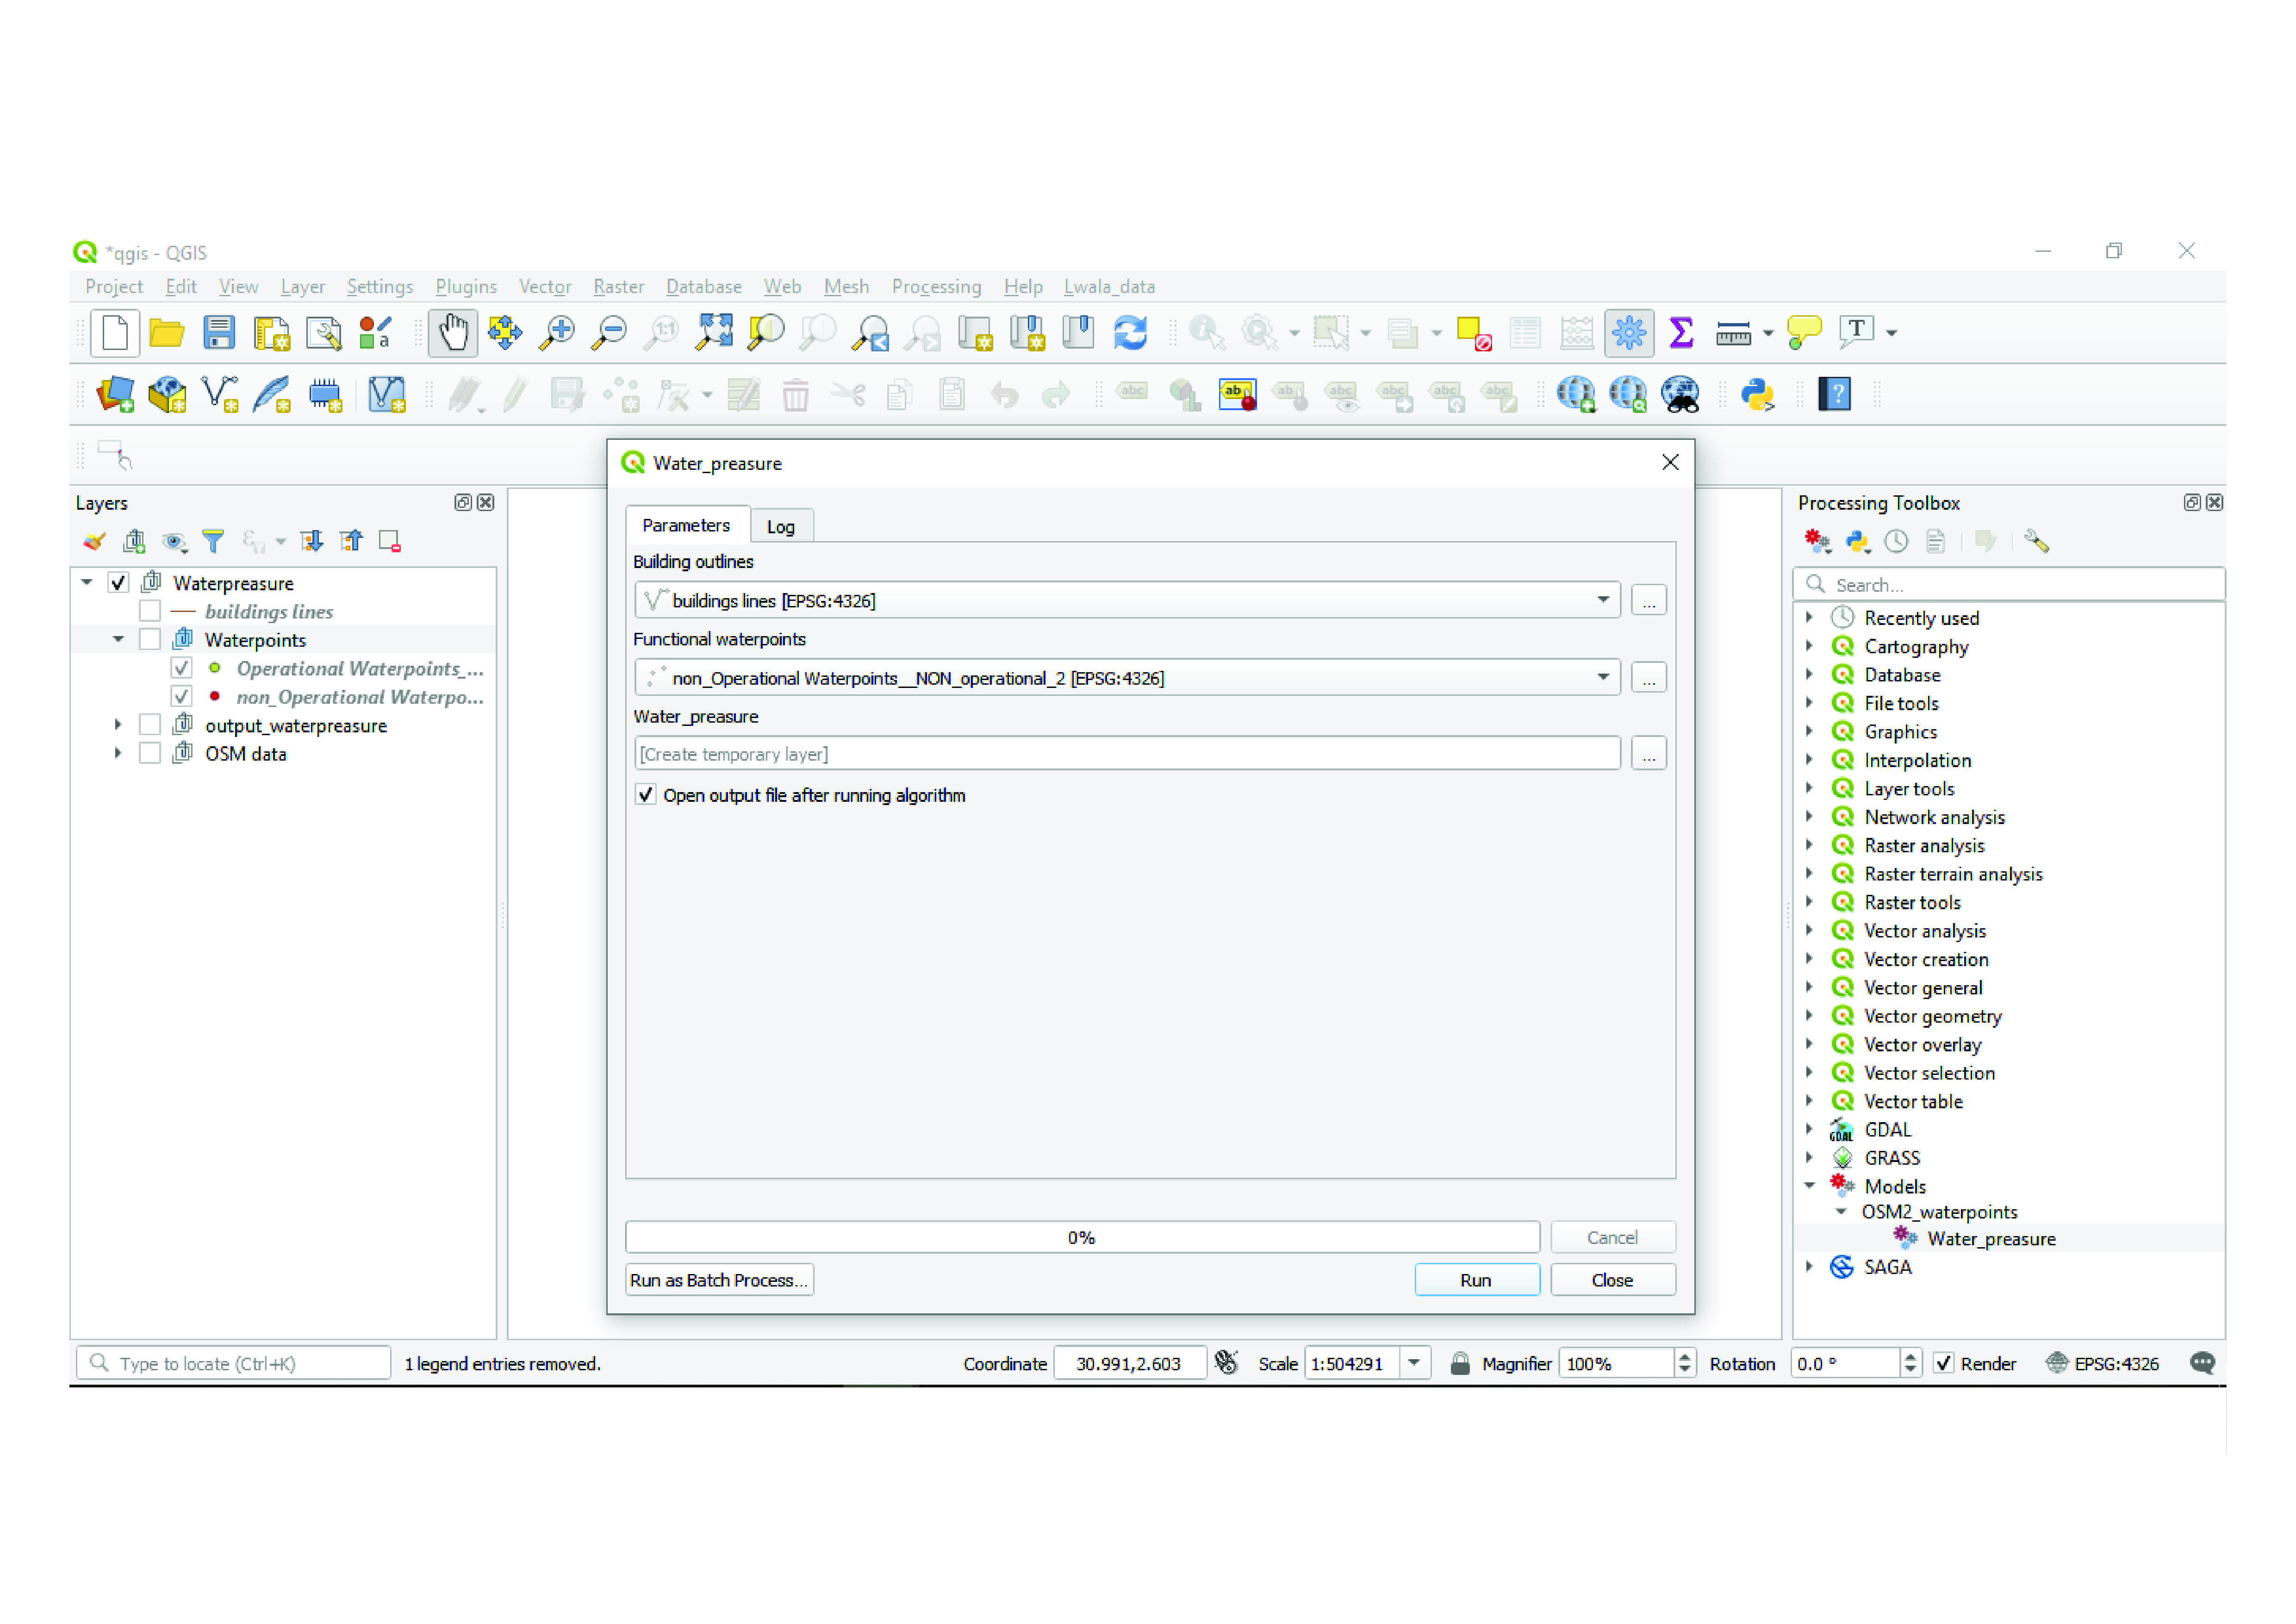 *qgis - QGIS
Project Edit View Layer Settings Plugins Vector Raster Database Web Mesh Processing Help Lwala_data
Layers
Waterpreasure
buildings lines
Waterpoints
Operational Waterpoints_...
non_Operational Waterpo...
output_waterpreasure
OSM data
Water_preasure
Parameters Log
Building outlines
buildings lines [EPSG:4326]
...
Functional waterpoints
non_Operational Waterpoints__NON_operational_2 [EPSG:4326]
...
Water_preasure
[Create temporary layer]
...
Open output file after running algorithm
0%
Cancel
Run as Batch Process...
Run
Close
Processing Toolbox
Search...
Recently used
Cartography
Database
File tools
Graphics
Interpolation
Layer tools
Network analysis
Raster analysis
Raster terrain analysis
Raster tools
Vector analysis
Vector creation
Vector general
Vector geometry
Vector overlay
Vector selection
Vector table
GDAL
GRASS
Models
OSM2_waterpoints
Water_preasure
SAGA
Type to locate (Ctrl+K) 1 legend entries removed. Coordinate 30.991,2.603 Scale 1:504291 Magnifier 100% Rotation 0.0 ° Render EPSG:4326